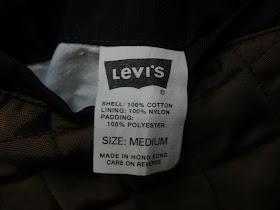 LEVI'S
®
SHELL: 100% COTTON
LINING: 100% NYLON
PADDING:
100% POLYESTER
SIZE: MEDIUM
MADE IN HONG KONG
CARE ON REVERSE